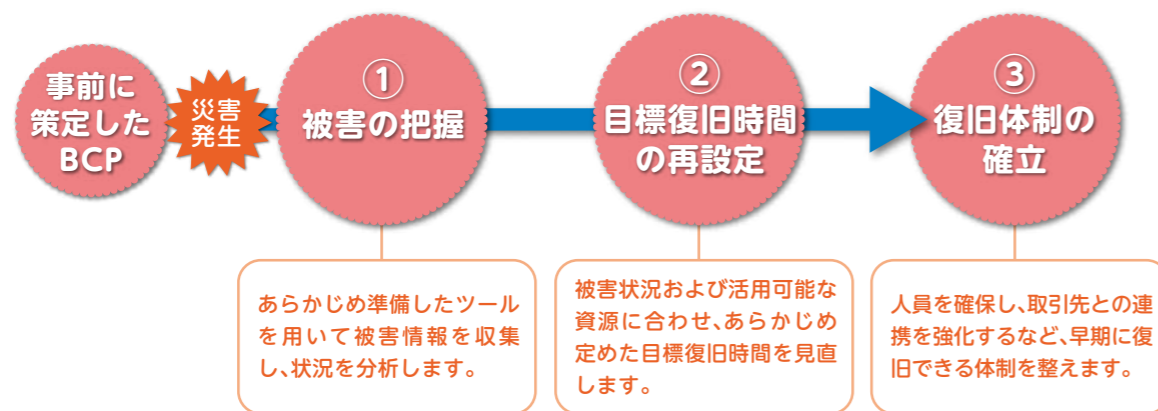 事前に
策定した
BCP
災害
発生
①
被害の把握
②
目標復旧時間
の再設定
③
復旧体制の
確立
あらかじめ準備したツール
を用いて被害情報を収集
し、状況を分析します。
被害状況および活用可能な
資源に合わせ、あらかじめ
定めた目標復旧時間を見直
します。
人員を確保し、取引先との連
携を強化するなど、早期に復
旧できる体制を整えます。